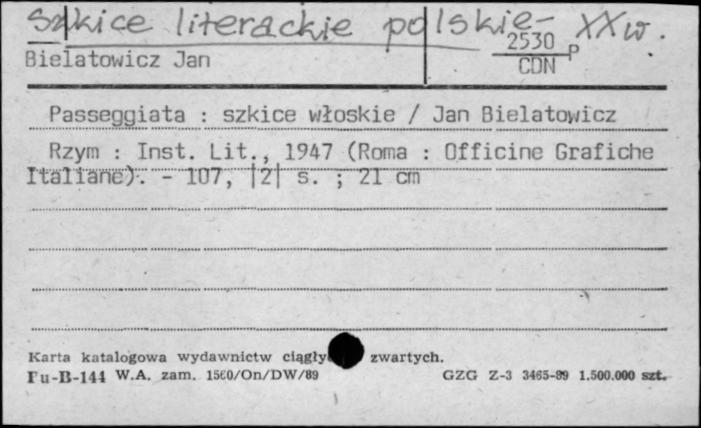 Szkice literackie polskie - XX w.
2530 P
CDN
Bielatowicz Jan
Passeggiata : szkice włoskie / Jan Bielatowicz
Rzym : Inst. Lit., 1947 (Roma : Officine Grafiche
Italiane). - 107, |2| s. ; 21 cm
Karta katalogowa wydawnictw ciągły zwartych.
Pu-B-144 W.A. zam. 1560/On/DW/89 GZG Z-3 3465-89 1.500.000 szt.